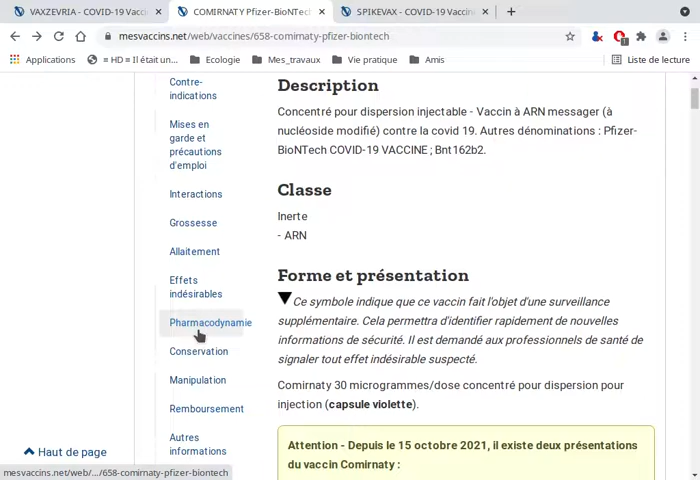 VAXZEVRIA - COVID-19 Vacci
COMIRNATY Pfizer-BioNTech
SPIKEVAX - COVID-19 Vaccin
mesvaccins.net/web/vaccines/658-comirnaty-pfizer-biontech
1
Applications
= HD = Il était un...
Ecologie
Mes_travaux
Vie pratique
Amis
Liste de lecture
Contre-
indications
Mises en
garde et
précautions
d'emploi
Interactions
Grossesse
Allaitement
Effets
indésirables
Pharmacodynamie
Conservation
Manipulation
Remboursement
Autres
informations
Haut de page
mesvaccins.net/web/.../658-comirnaty-pfizer-biontech
Description
Concentré pour dispersion injectable - Vaccin à ARN messager (à
nucléoside modifié) contre la covid 19. Autres dénominations : Pfizer-
BioNTech COVID-19 VACCINE ; Bnt162b2.
Classe
Inerte
- ARN
Forme et présentation
Ce symbole indique que ce vaccin fait l'objet d'une surveillance
supplémentaire. Cela permettra d'identifier rapidement de nouvelles
informations de sécurité. Il est demandé aux professionnels de santé de
signaler tout effet indésirable suspecté.
Comirnaty 30 microgrammes/dose concentré pour dispersion pour
injection (capsule violette).
Attention - Depuis le 15 octobre 2021, il existe deux présentations
du vaccin Comirnaty :